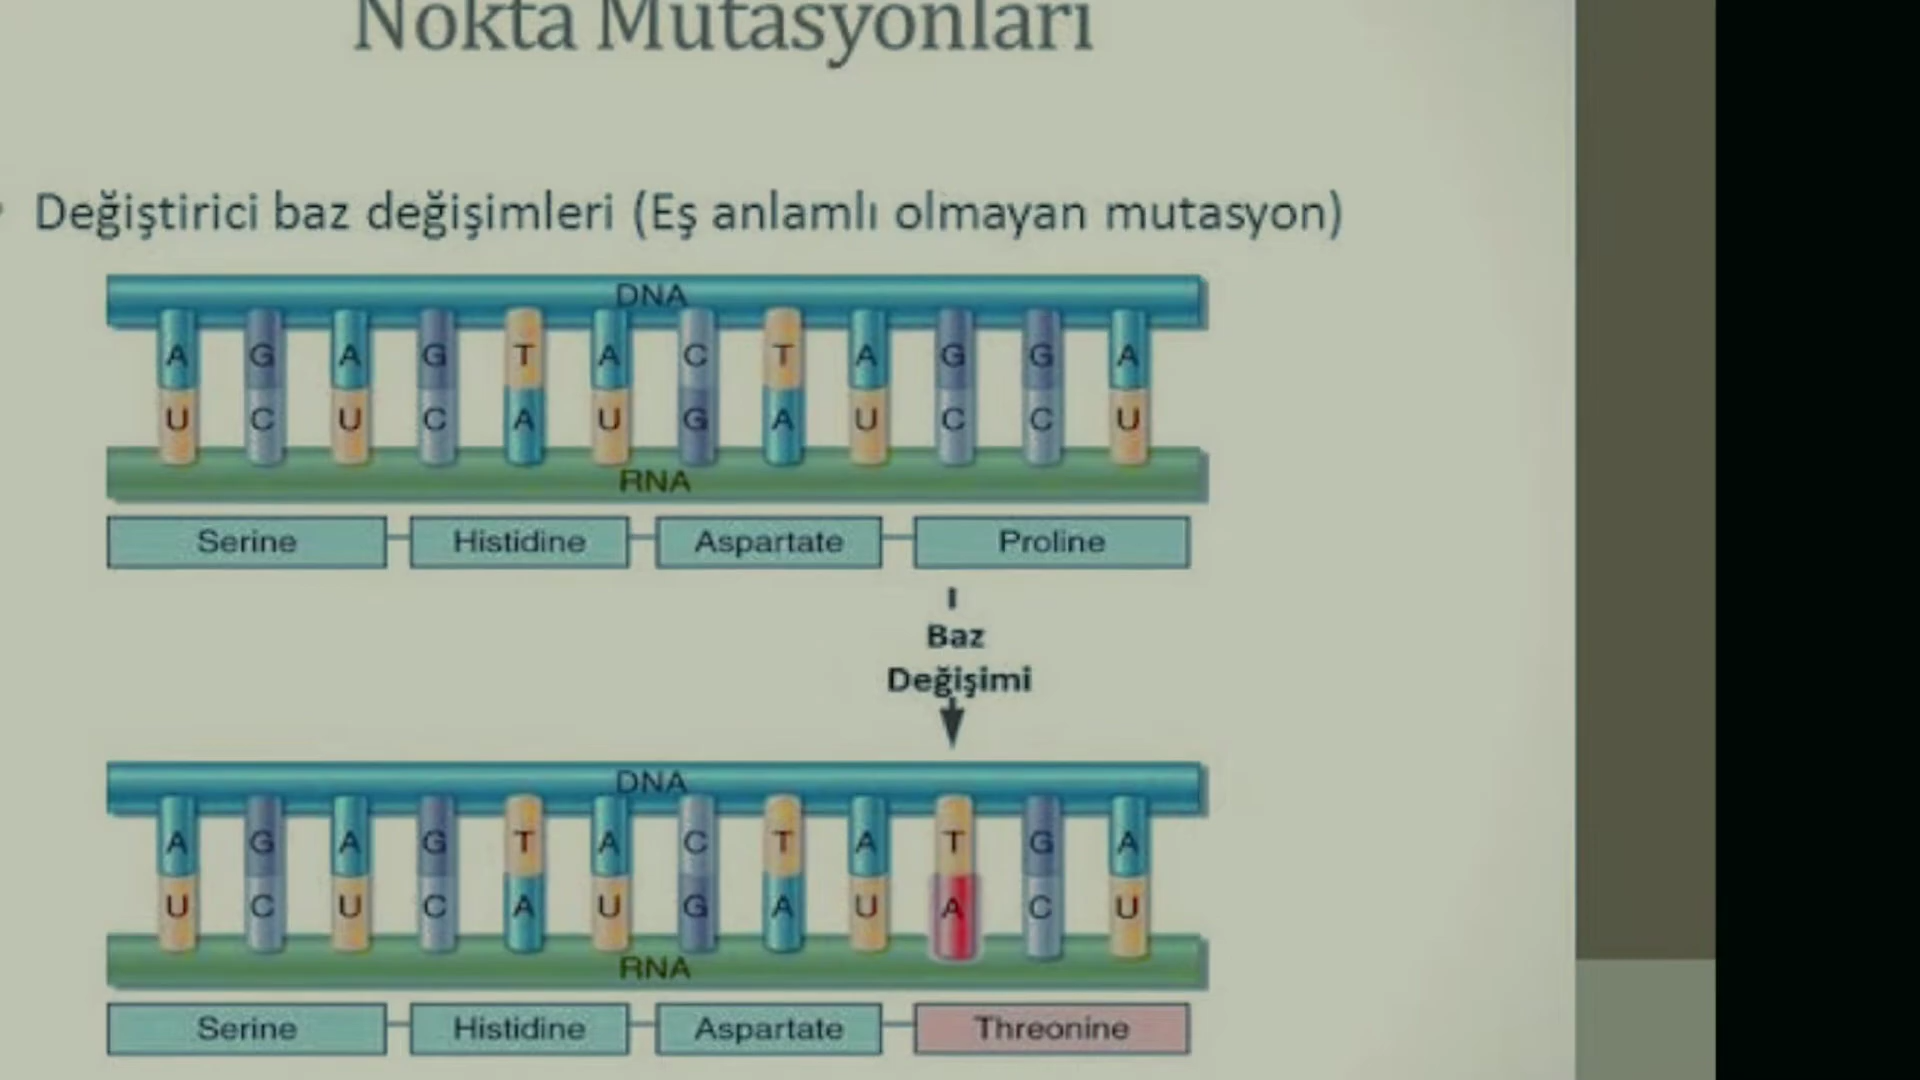 Nokta Mutasyonları
Değiştirici baz değişimleri (Eş anlamlı olmayan mutasyon)
DNA
A G A G T A C T A G G A
U C U C A U G A U C C U
RNA
Serine Histidine Aspartate Proline
Baz
Değişimi
DNA
A G A G T A C T A T G A
U C U C A U G A U A C U
RNA
Serine Histidine Aspartate Threonine